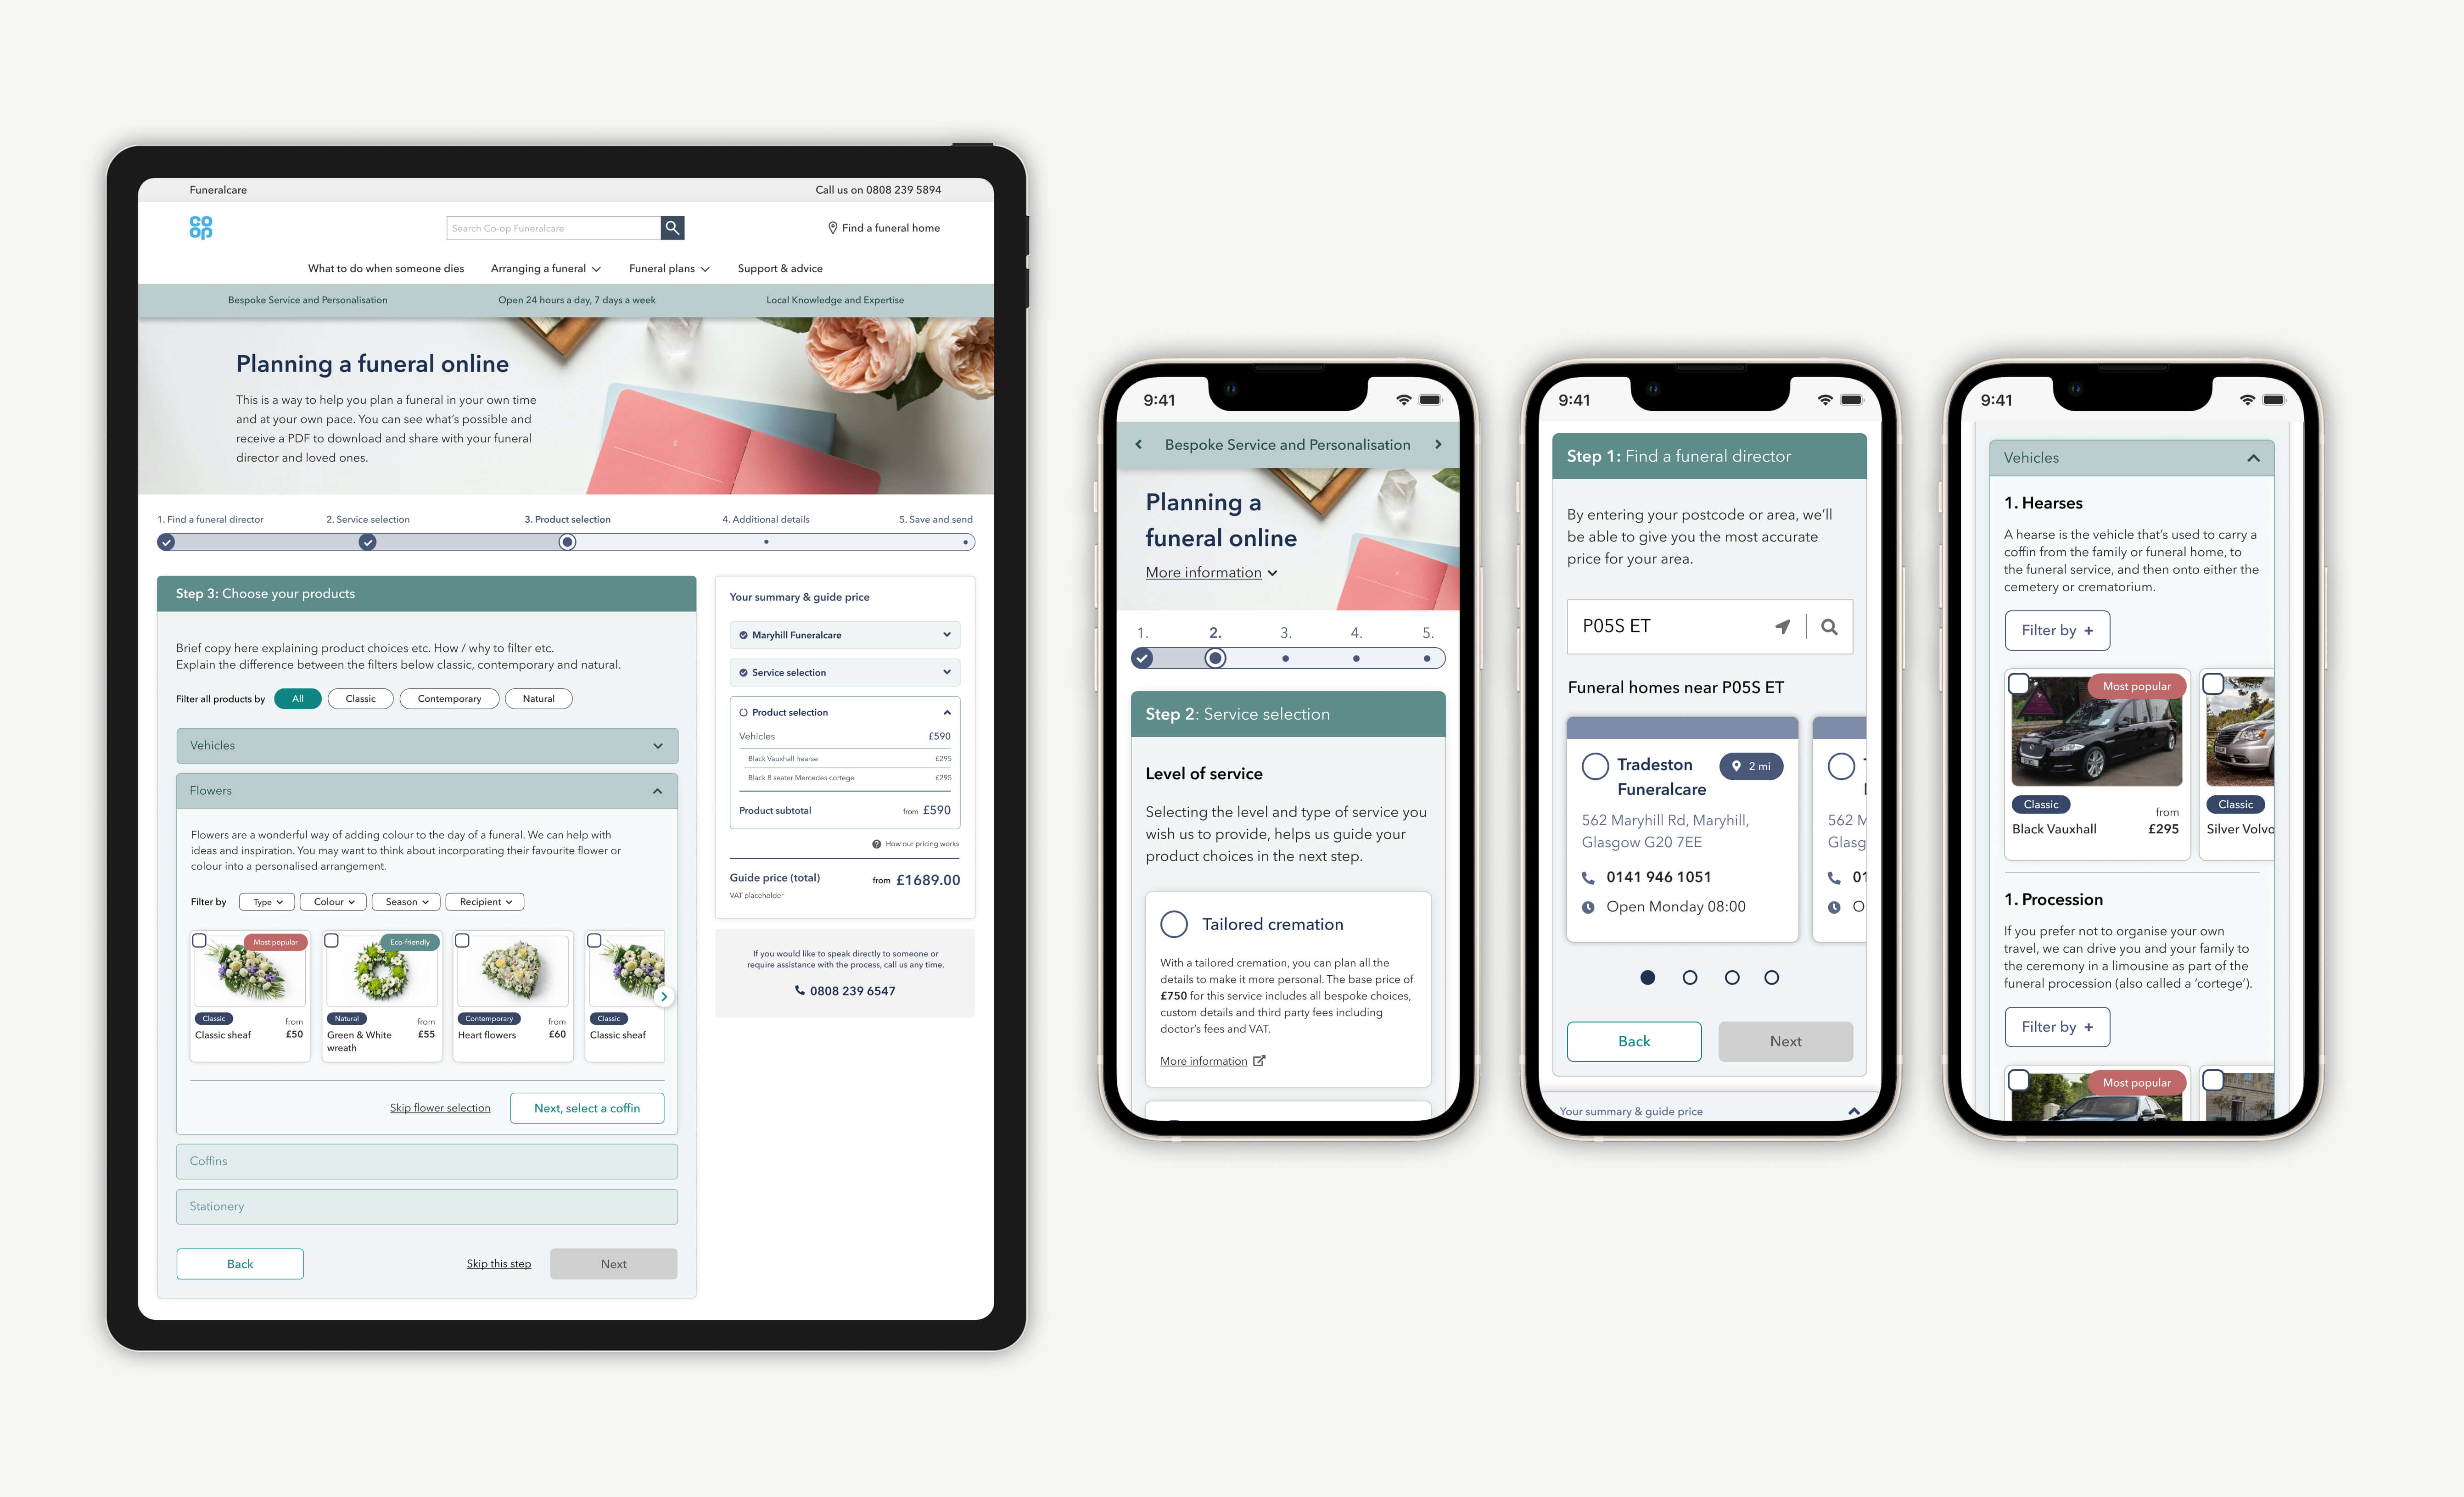 Funeralcare
Call us on 0808 239 5894
CO
OP
Search Co-op Funeralcare
Find a funeral home
What to do when someone dies
Arranging a funeral
Funeral plans
Support & advice
Bespoke Service and Personalisation
Open 24 hours a day, 7 days a week
Local Knowledge and Expertise
Planning a funeral online
This is a way to help you plan a funeral in your own time
and at your own pace. You can see what's possible and
receive a PDF to download and share with your funeral
director and loved ones.
1. Find a funeral director
2. Service selection
3. Product selection
4. Additional details
5. Save and send
Step 3: Choose your products
Brief copy here explaining product choices etc. How / why to filter etc.
Explain the difference between the filters below classic, contemporary and natural.
Filter all products by
All
Classic
Contemporary
Natural
Vehicles
Flowers
Flowers are a wonderful way of adding colour to the day of a funeral. We can help with
ideas and inspiration. You may want to think about incorporating their favourite flower or
colour into a personalised arrangement.
Filter by
Type
Colour
Season
Recipient
Most popular
Classic
from
Classic sheaf
£50
Eco-friendly
Natural
from
Green & White
wreath
£55
Contemporary
from
Heart flowers
£60
Classic
Classic sheaf
Skip flower selection
Next, select a coffin
Coffins
Stationery
Back
Skip this step
Next
Your summary & guide price
Maryhill Funeralcare
Service selection
Product selection
Vehicles £590
Black Vauxhall hearse £295
Black 8 seater Mercedes cortege £295
Product subtotal from £590
How our pricing works
Guide price (total) from £1689.00
VAT placeholder
If you would like to speak directly to someone or
require assistance with the process, call us any time.
0808 239 6547
9:41
Bespoke Service and Personalisation
Planning a
funeral online
More information
1. 2. 3. 4. 5.
Step 2: Service selection
Level of service
Selecting the level and type of service you
wish us to provide, helps us guide your
product choices in the next step.
Tailored cremation
With a tailored cremation, you can plan all the
details to make it more personal. The base price of
£750 for this service includes all bespoke choices,
custom details and third party fees including
doctor's fees and VAT.
More information
9:41
Step 1: Find a funeral director
By entering your postcode or area, we'll
be able to give you the most accurate
price for your area.
P05S ET
Funeral homes near P05S ET
Tradeston
Funeralcare
2 mi
562 Maryhill Rd, Maryhill,
Glasgow G20 7EE
0141 946 1051
Open Monday 08:00
562 M
Glasg
01
O
Back
Next
Your summary & guide price
9:41
Vehicles
1. Hearses
A hearse is the vehicle that's used to carry a
coffin from the family or funeral home, to
the funeral service, and then onto either the
cemetery or crematorium.
Filter by +
Most popular
Classic
from
Black Vauxhall
£295
Classic
Silver Volvo
1. Procession
If you prefer not to organise your own
travel, we can drive you and your family to
the ceremony in a limousine as part of the
funeral procession (also called a 'cortege').
Filter by +
Most popular